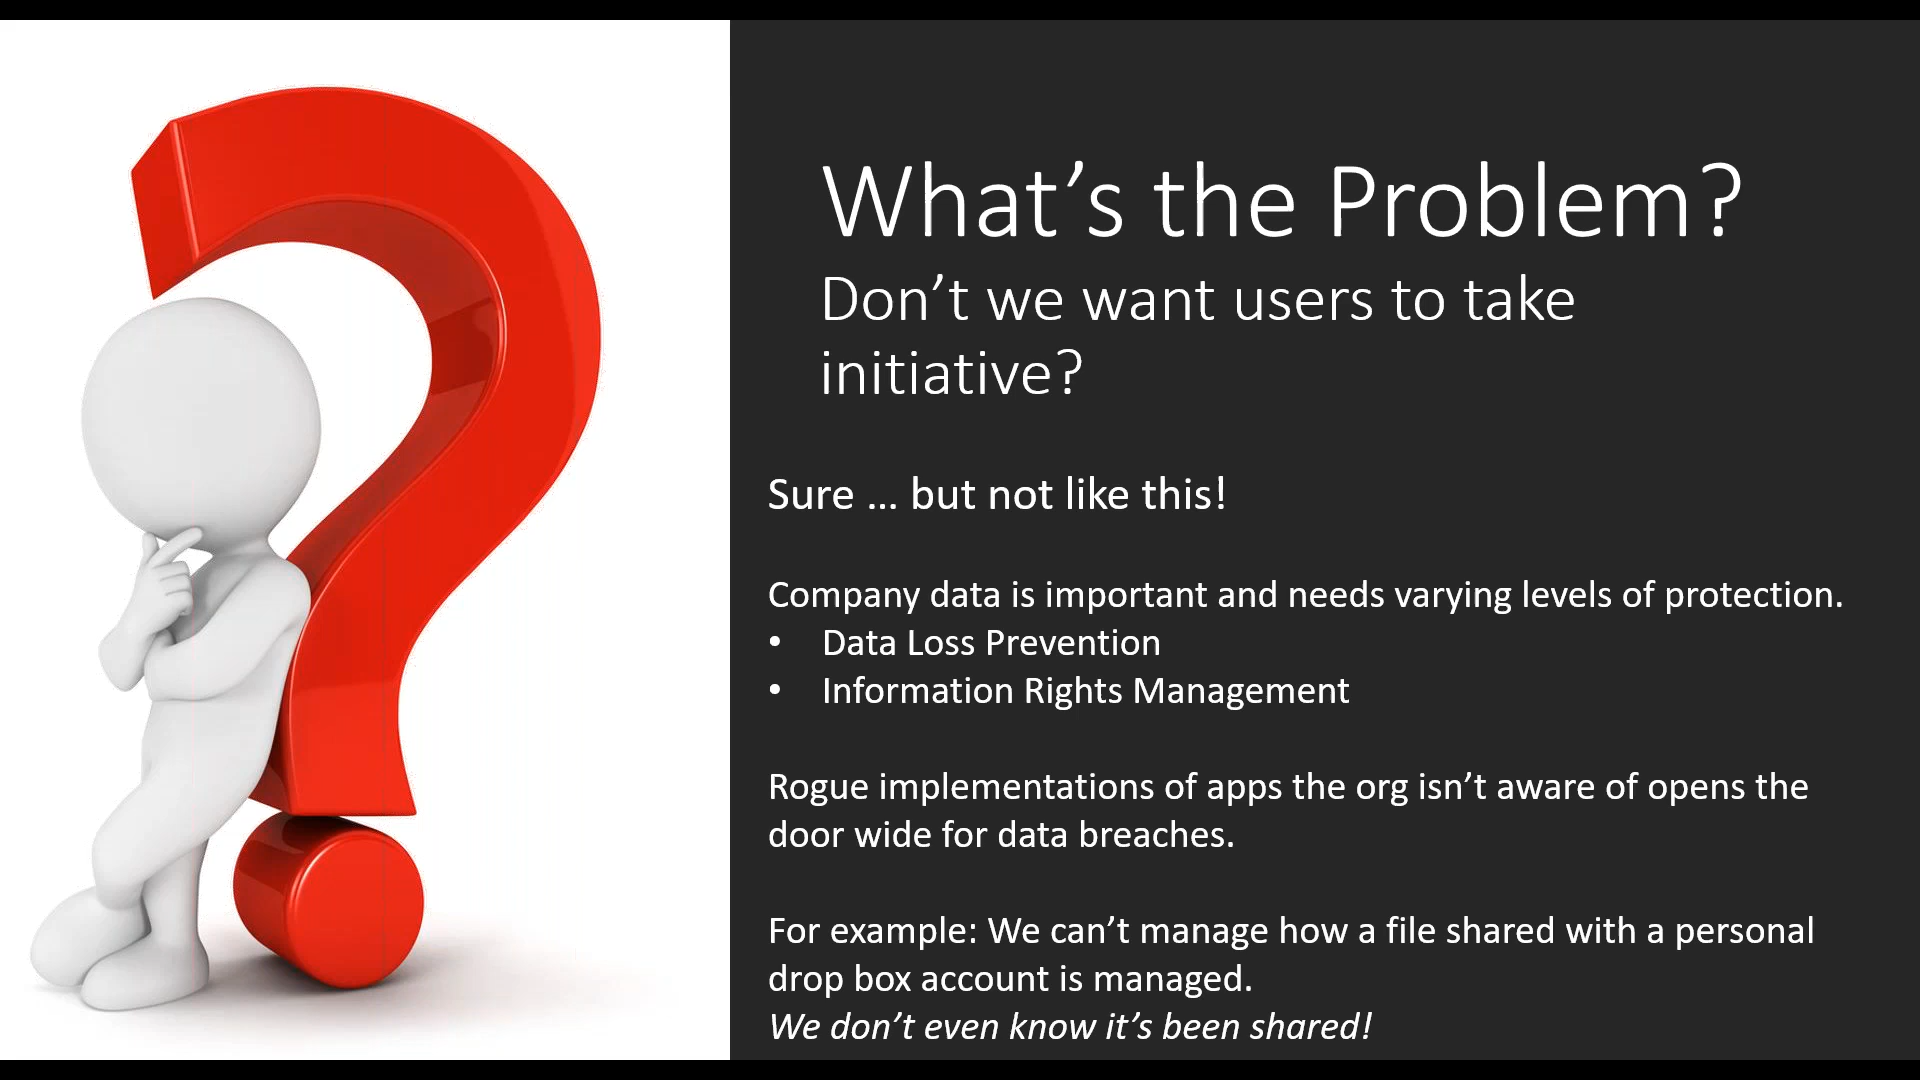 What’s the Problem?
Don’t we want users to take
initiative?
Sure … but not like this!
Company data is important and needs varying levels of protection.
• Data Loss Prevention
• Information Rights Management
Rogue implementations of apps the org isn’t aware of opens the
door wide for data breaches.
For example: We can’t manage how a file shared with a personal
drop box account is managed.
We don’t even know it’s been shared!